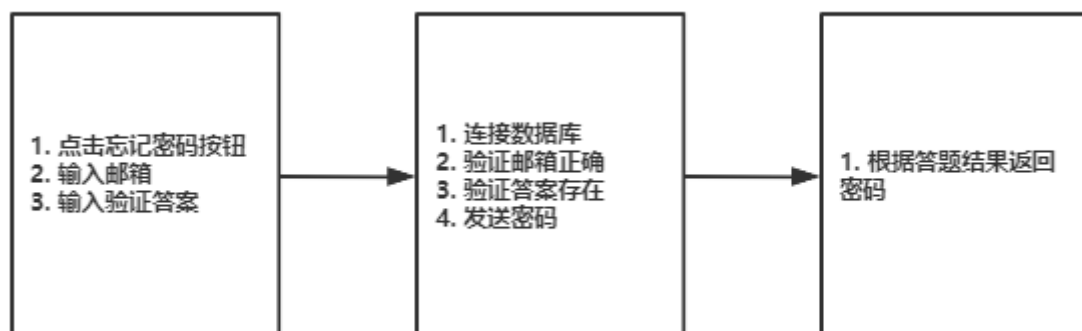 1. 点击忘记密码按钮
2. 输入邮箱
3. 输入验证答案
1. 连接数据库
2. 验证邮箱正确
3. 验证答案存在
4. 发送密码
1. 根据答题结果返回
密码